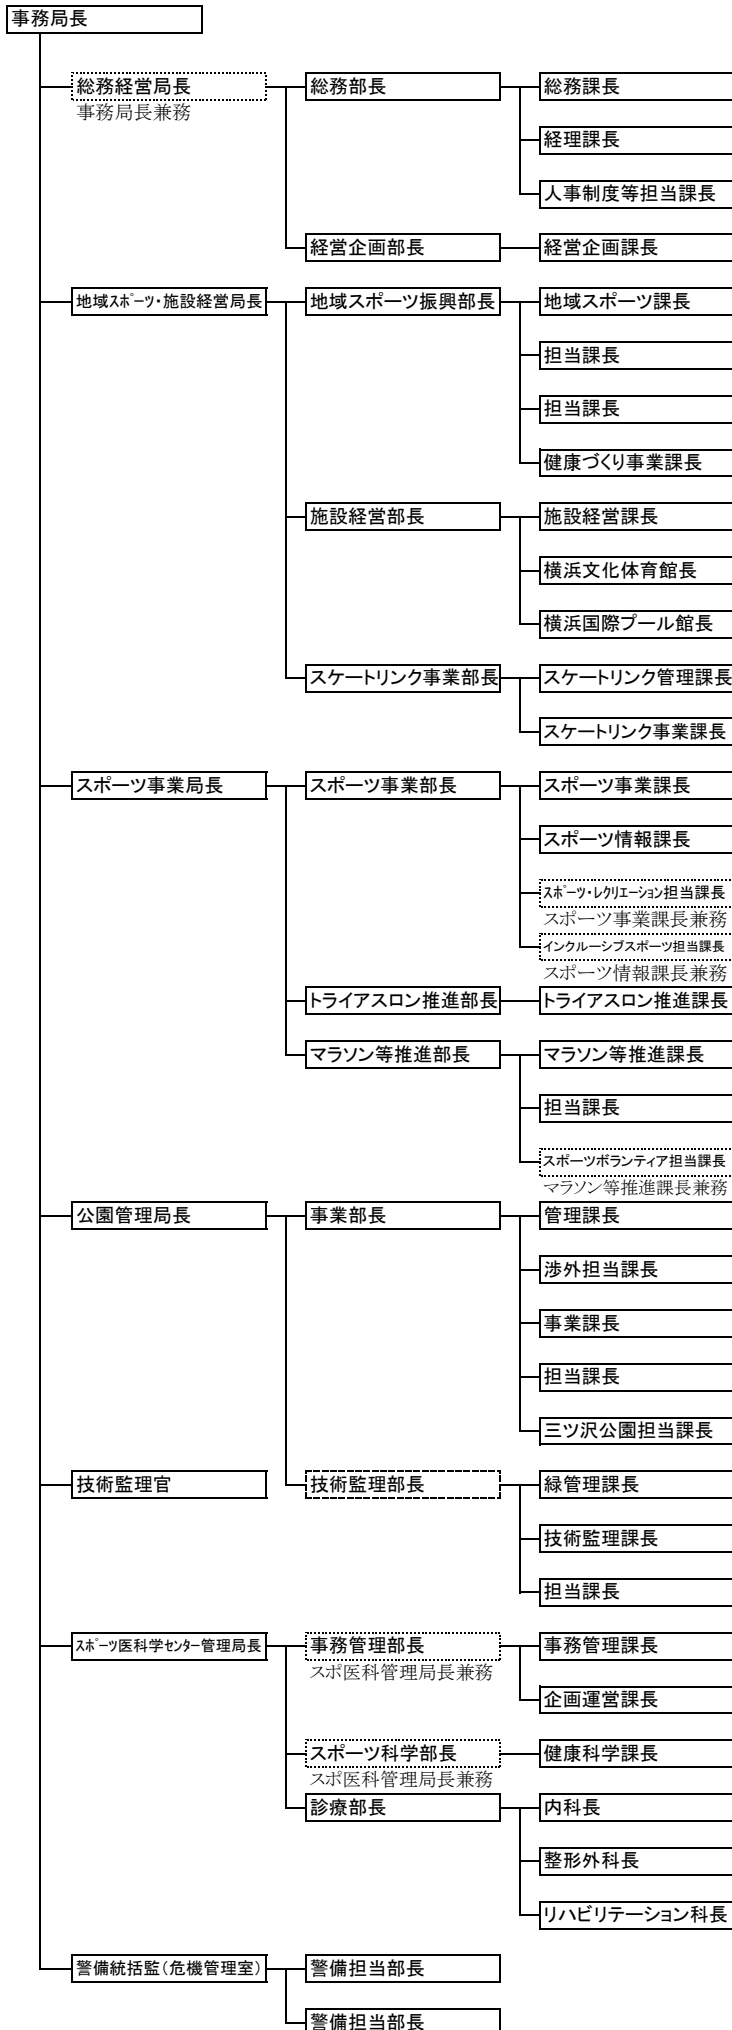 事務局長
総務経営局長
総務部長
総務課長
事務局長兼務
経理課長
人事制度等担当課長
経営企画部長
経営企画課長
地域ｽﾎﾟｰﾂ・施設経営局長
地域スポーツ振興部長
地域スポーツ課長
担当課長
担当課長
健康づくり事業課長
施設経営部長
施設経営課長
横浜文化体育館長
横浜国際プール館長
スケートリンク事業部長
スケートリンク管理課長
スケートリンク事業課長
スポーツ事業局長
スポーツ事業部長
スポーツ事業課長
スポーツ情報課長
ｽﾎﾟｰﾂ・ﾚｸﾘｴｰｼｮﾝ担当課長
スポーツ事業課長兼務
インクルーシブスポーツ担当課長
スポーツ情報課長兼務
トライアスロン推進部長
トライアスロン推進課長
マラソン等推進部長
マラソン等推進課長
担当課長
スポーツボランティア担当課長
マラソン等推進課長兼務
公園管理局長
事業部長
管理課長
渉外担当課長
事業課長
担当課長
三ツ沢公園担当課長
技術監理官
技術監理部長
緑管理課長
技術監理課長
担当課長
ｽﾎﾟｰﾂ医科学ｾﾝﾀｰ管理局長
事務管理部長
事務管理課長
スポ医科管理局長兼務
企画運営課長
スポーツ科学部長
健康科学課長
スポ医科管理局長兼務
診療部長
内科長
整形外科長
リハビリテーション科長
警備統括監（危機管理室）
警備担当部長
警備担当部長